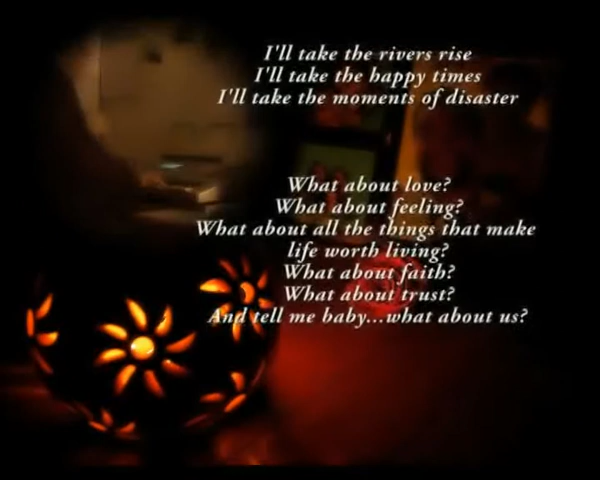 I'll take the rivers rise
I'll take the happy times
I'll take the moments of disaster
What about love?
What about feeling?
What about all the things that make
life worth living?
What about faith?
What about trust?
And tell me baby...what about us?